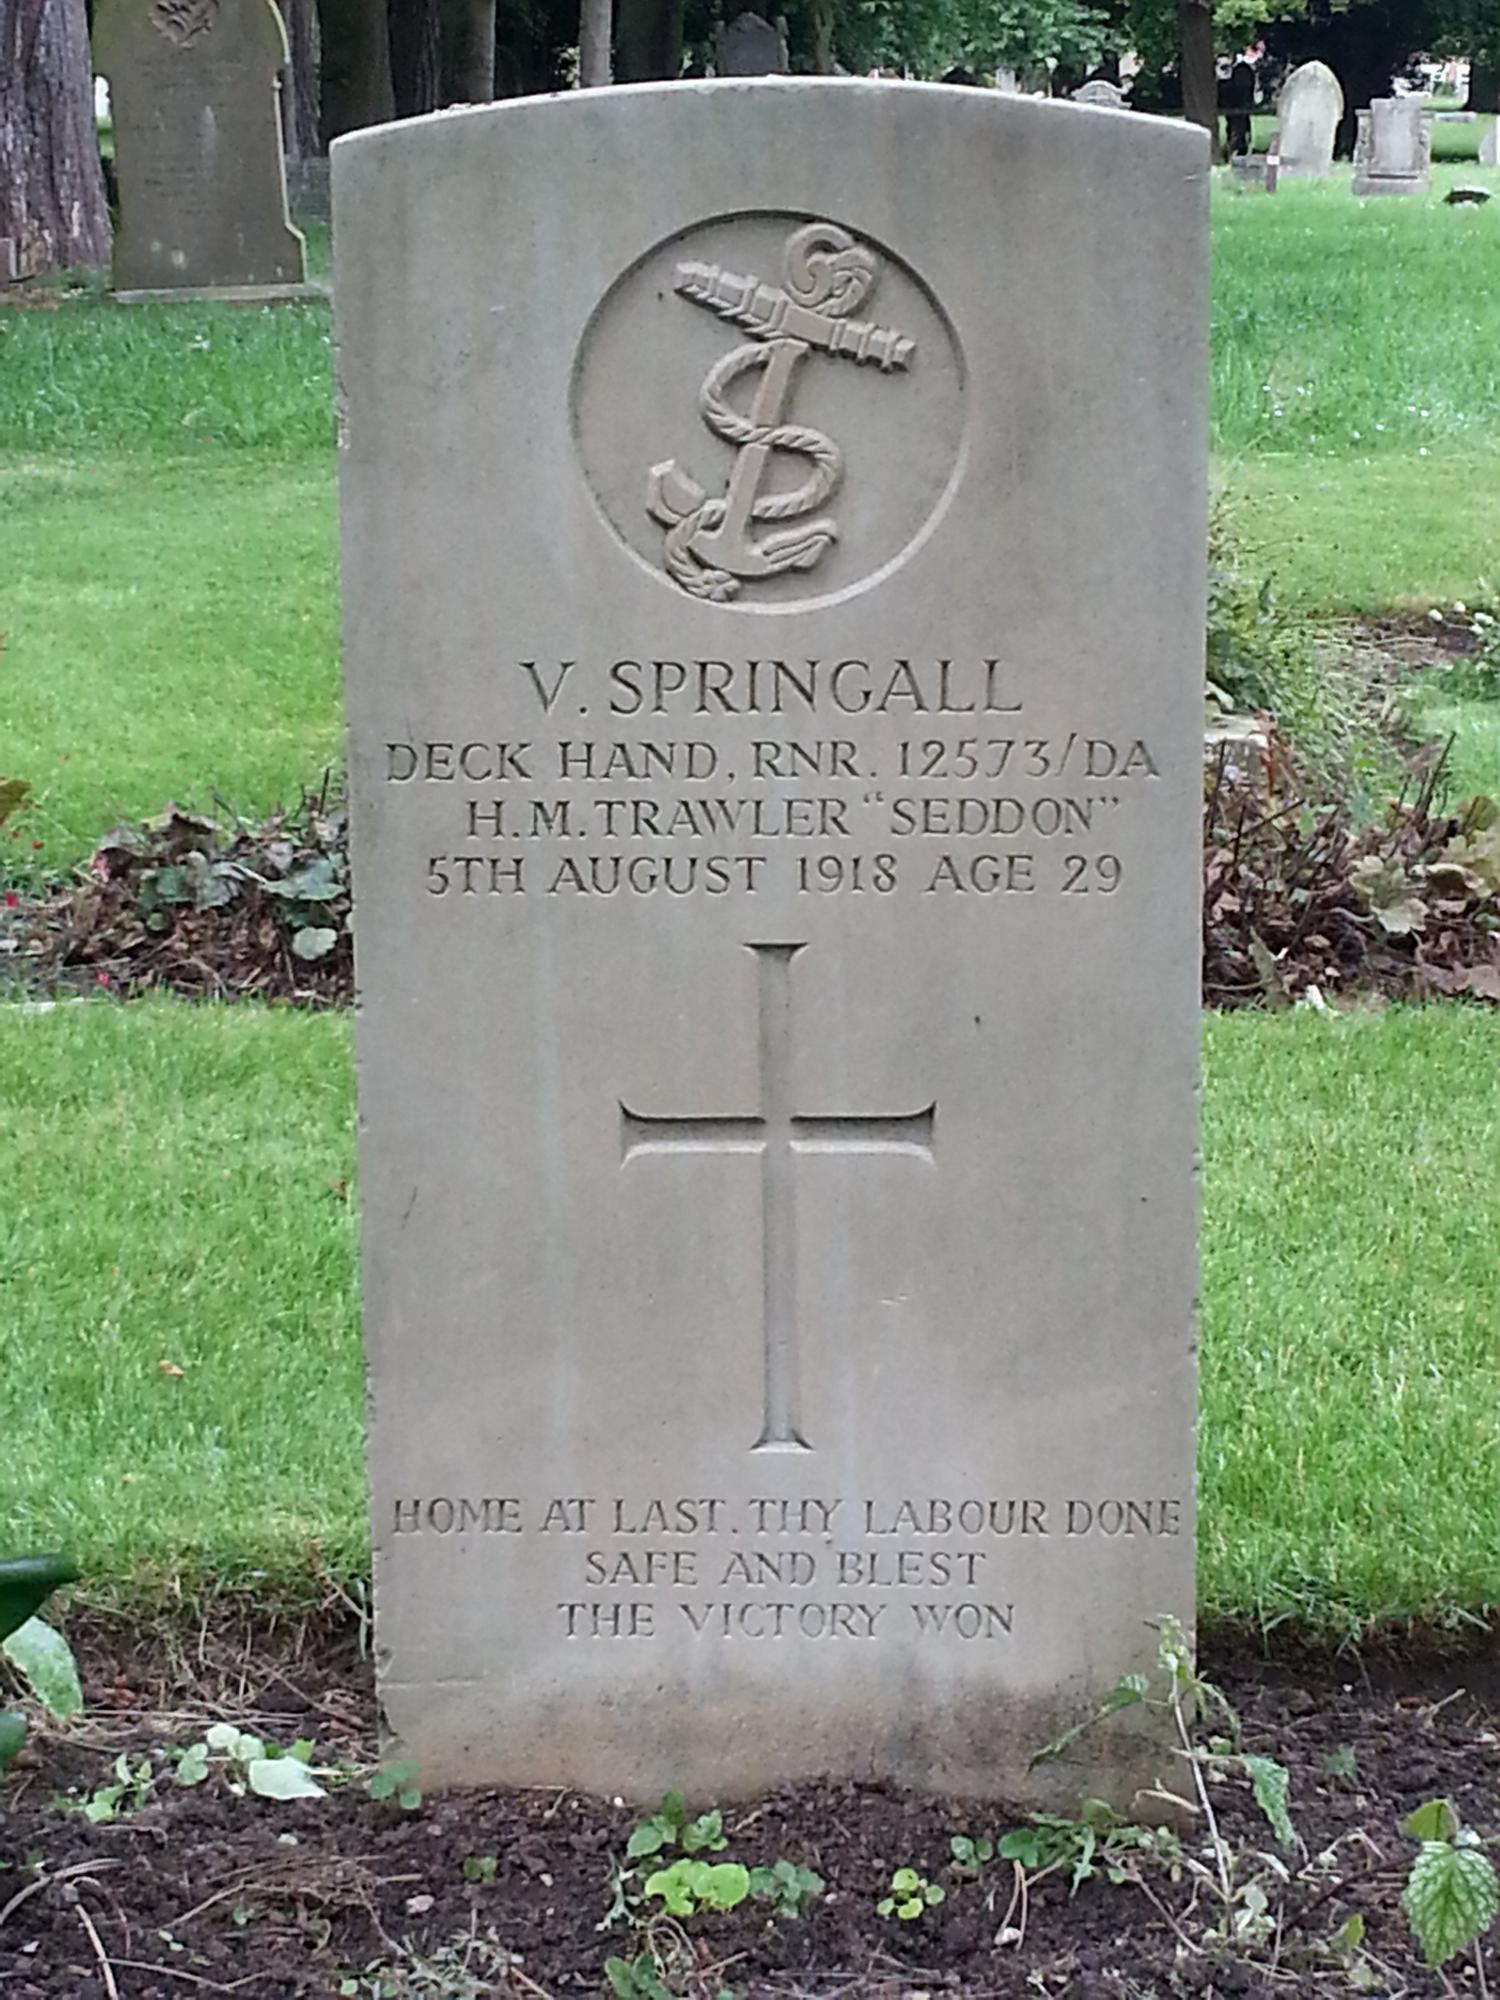 V. SPRINGALL
DECK HAND, RNR. 12573/DA
H.M. TRAWLER "SEDDON"
5TH AUGUST 1918 AGE 29
HOME AT LAST. THY LABOUR DONE
SAFE AND BLEST
THE VICTORY WON